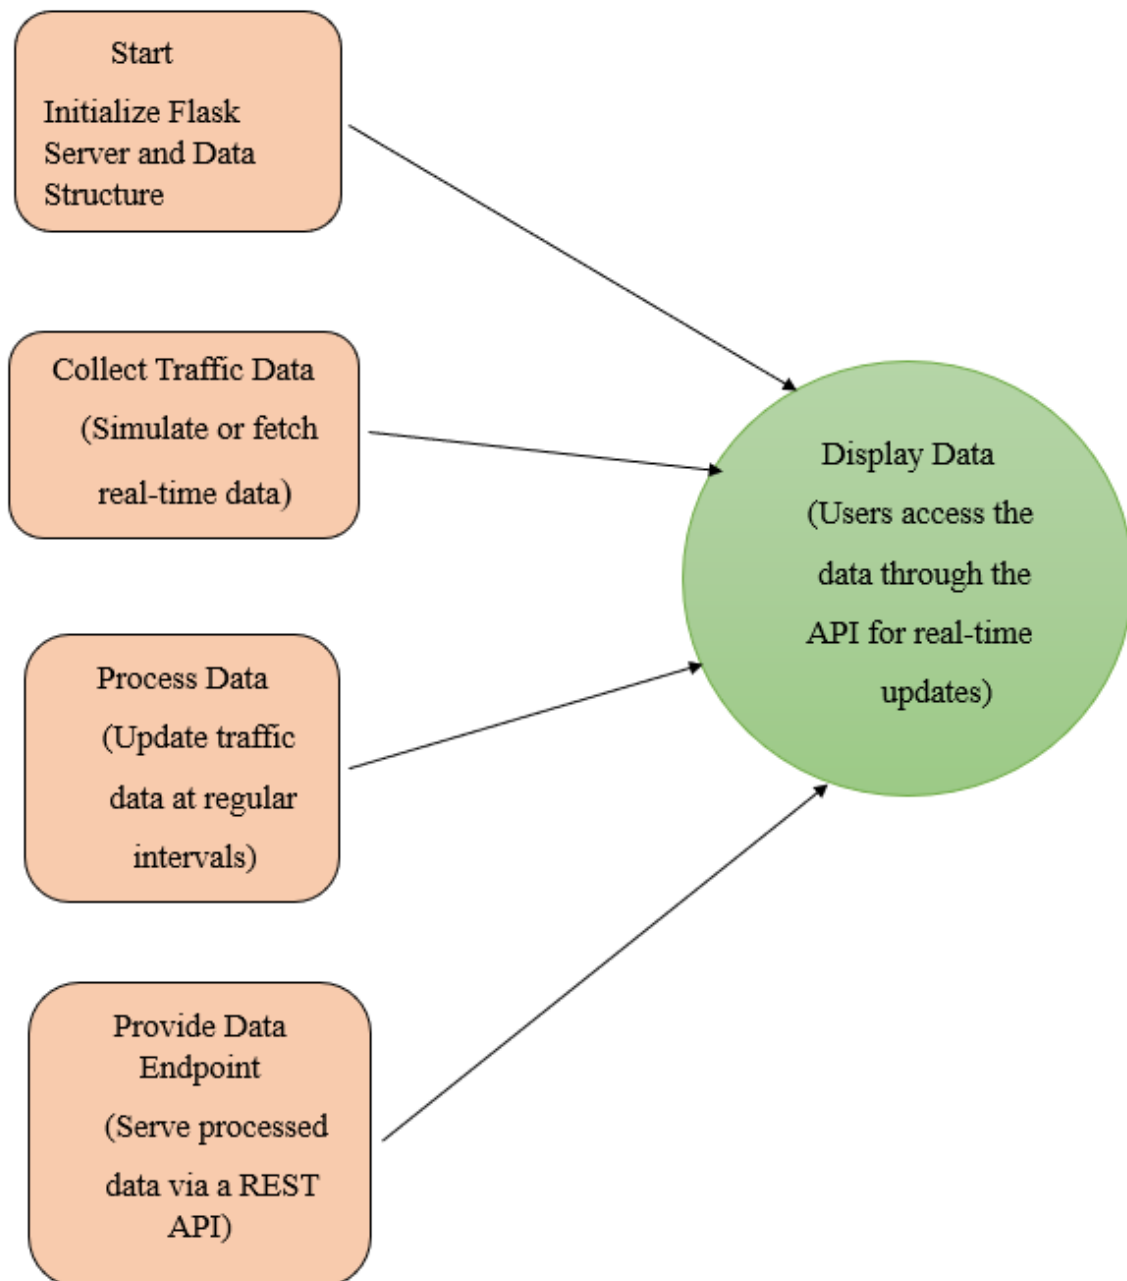 Start
Initialize Flask
Server and Data
Structure
Collect Traffic Data
(Simulate or fetch
real-time data)
Process Data
(Update traffic
data at regular
intervals)
Provide Data
Endpoint
(Serve processed
data via a REST
API)
Display Data
(Users access the
data through the
API for real-time
updates)